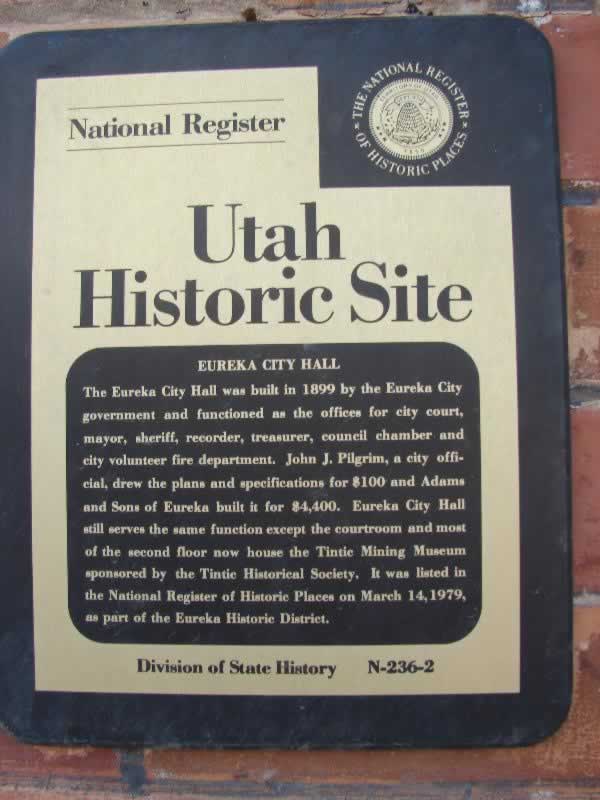 National Register
THE NATIONAL REGISTER
OF HISTORIC PLACES
Utah
Historic Site
EUREKA CITY HALL
The Eureka City Hall was built in 1899 by the Eureka City
government and functioned as the offices for city court,
mayor, sheriff, recorder, treasurer, council chamber and
city volunteer fire department. John J. Pilgrim, a city offi-
cial, drew the plans and specifications for $100 and Adams
and Sons of Eureka built it for $4,400. Eureka City Hall
still serves the same function except the courtroom and most
of the second floor now house the Tintic Mining Museum
sponsored by the Tintic Historical Society. It was listed in
the National Register of Historic Places on March 14,1979,
as part of the Eureka Historic District.
Division of State History N-236-2